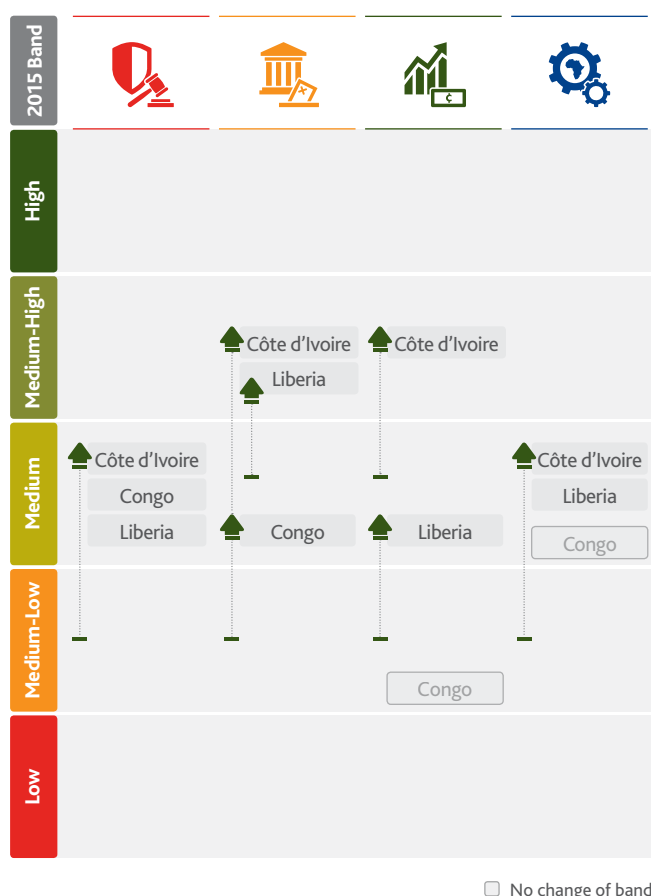 2015 Band
High
Medium-High
Côte d'Ivoire
Côte d'Ivoire
Liberia
Medium
Côte d'Ivoire
Côte d'Ivoire
Congo
Liberia
Liberia
Congo
Liberia
Congo
Medium-Low
Congo
Low
No change of band